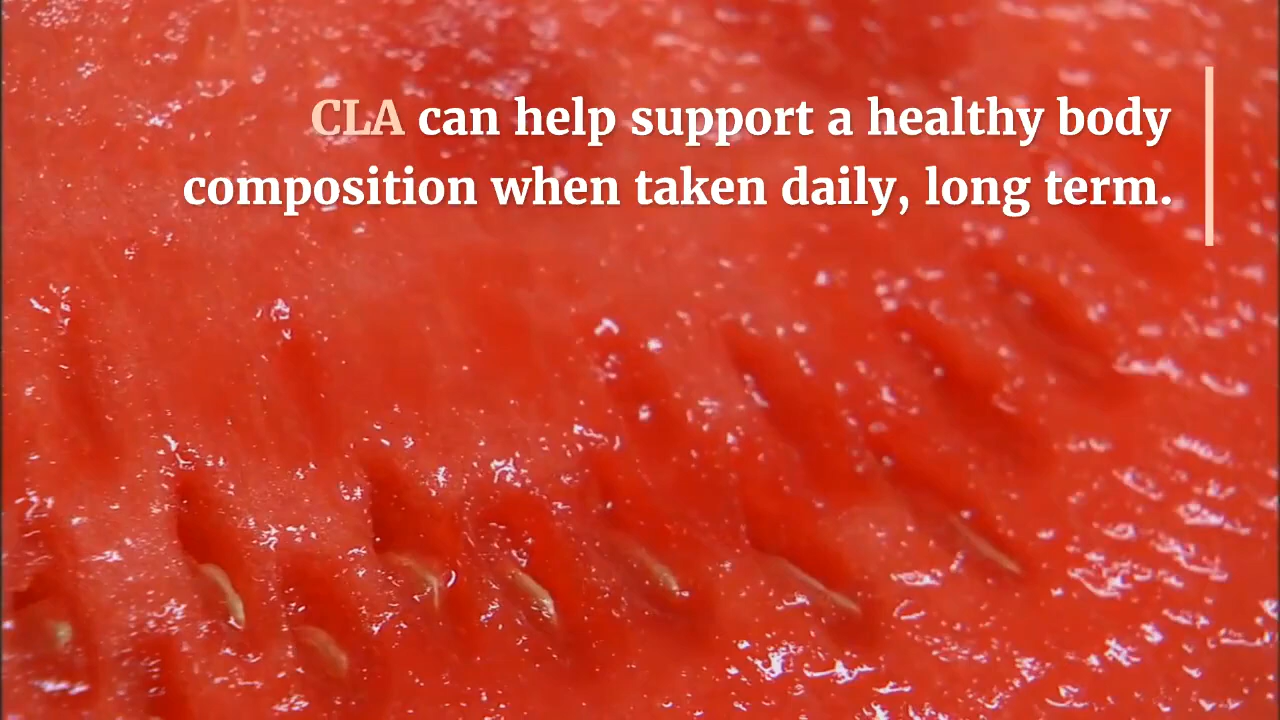 CLA can help support a healthy body
composition when taken daily, long term.